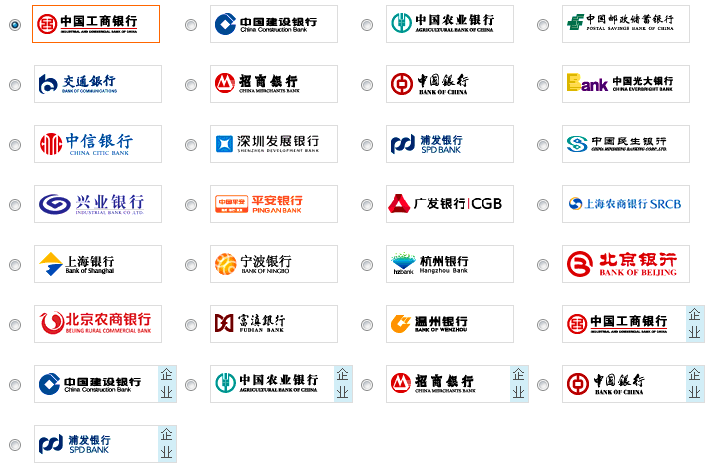 中国工商银行
INDUSTRIAL AND COMMERCIAL BANK OF CHINA
中国建设银行
China Construction Bank
中国农业银行
AGRICULTURAL BANK OF CHINA
中国邮政储蓄银行
POSTAL SAVINGS BANK OF CHINA
交通银行
BANK OF COMMUNICATIONS
招商银行
CHINA MERCHANTS BANK
中国银行
BANK OF CHINA
Bank
中国光大银行
CHINA EVERBRIGHT BANK
中信银行
CHINA CITIC BANK
深圳发展银行
SHENZHEN DEVELOPMENT BANK
浦发银行
SPD BANK
中国民生银行
CHINA MINSHENG BANKING CORP.,LTD.
兴业银行
INDUSTRIAL BANK CO.,LTD.
中国平安
平安银行
PINGAN BANK
广发银行|CGB
上海农商银行 SRCB
上海银行
Bank of Shanghai
宁波银行
BANK OF NINGBO
hzbank
杭州银行
Hangzhou Bank
北京银行
BANK OF BEIJING
北京农商银行
BEIJING RURAL COMMERCIAL BANK
富滇银行
FUDIAN BANK
温州银行
BANK OF WENZHOU
中国工商银行
INDUSTRIAL AND COMMERCIAL BANK OF CHINA
企业
中国建设银行
China Construction Bank
企业
中国农业银行
AGRICULTURAL BANK OF CHINA
企业
招商银行
CHINA MERCHANTS BANK
企业
中国银行
BANK OF CHINA
企业
浦发银行
SPD BANK
企业